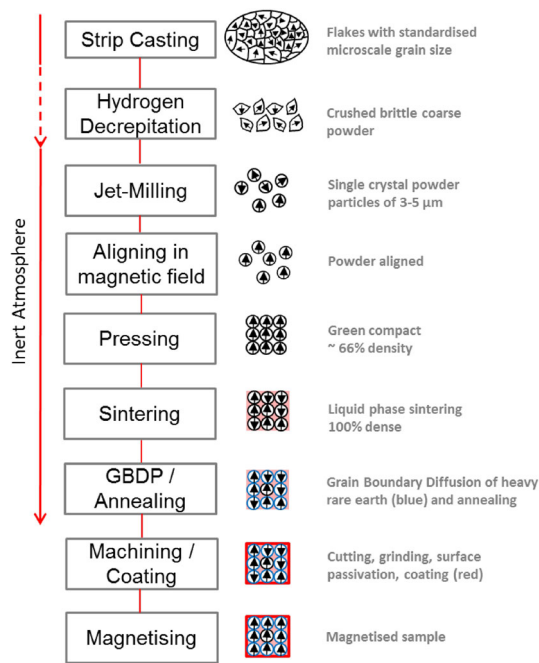 Strip Casting
Flakes with standardised
microscale grain size
Hydrogen
Decrepitation
Crushed brittle coarse
powder
Jet-Milling
Single crystal powder
particles of 3-5 µm
Aligning in
magnetic field
Powder aligned
Inert Atmosphere
Pressing
Green compact
~ 66% density
Sintering
Liquid phase sintering
100% dense
GBDP /
Annealing
Grain Boundary Diffusion of heavy
rare earth (blue) and annealing
Machining /
Coating
Cutting, grinding, surface
passivation, coating (red)
Magnetising
Magnetised sample